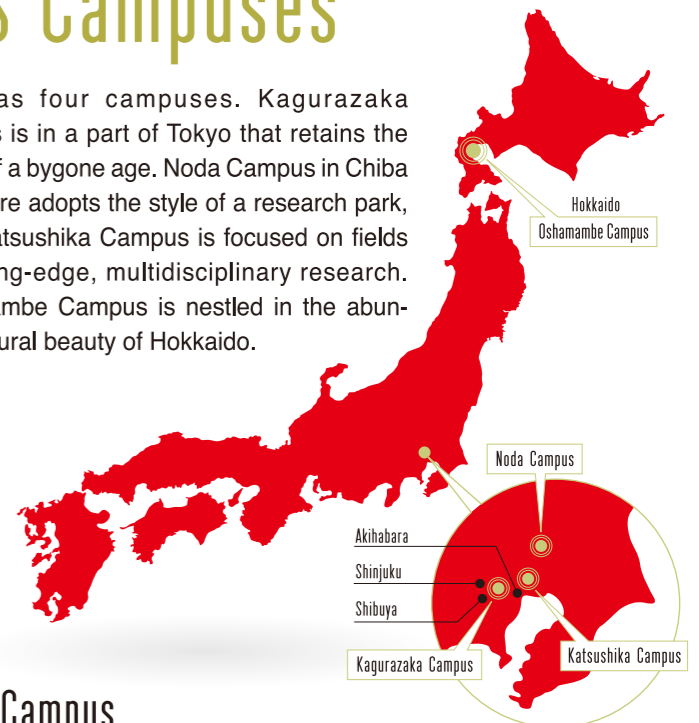 s Campuses
as four campuses. Kagurazaka
s is in a part of Tokyo that retains the
f a bygone age. Noda Campus in Chiba
re adopts the style of a research park,
atsushika Campus is focused on fields
ng-edge, multidisciplinary research.
mbe Campus is nestled in the abun-
ural beauty of Hokkaido.
Hokkaido
Oshamambe Campus
Noda Campus
Akihabara
Shinjuku
Shibuya
Kagurazaka Campus
Katsushika Campus
Campus